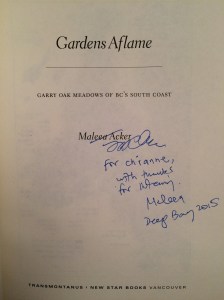 Gardens Aflame
GARRY OAK MEADOWS OF BC'S SOUTH COAST
Maleea Acker
for
with thanks
for
Maleea
Deep Bay 2015
TRANSMONTANUS • NEW STAR BOOKS VANCOUVER